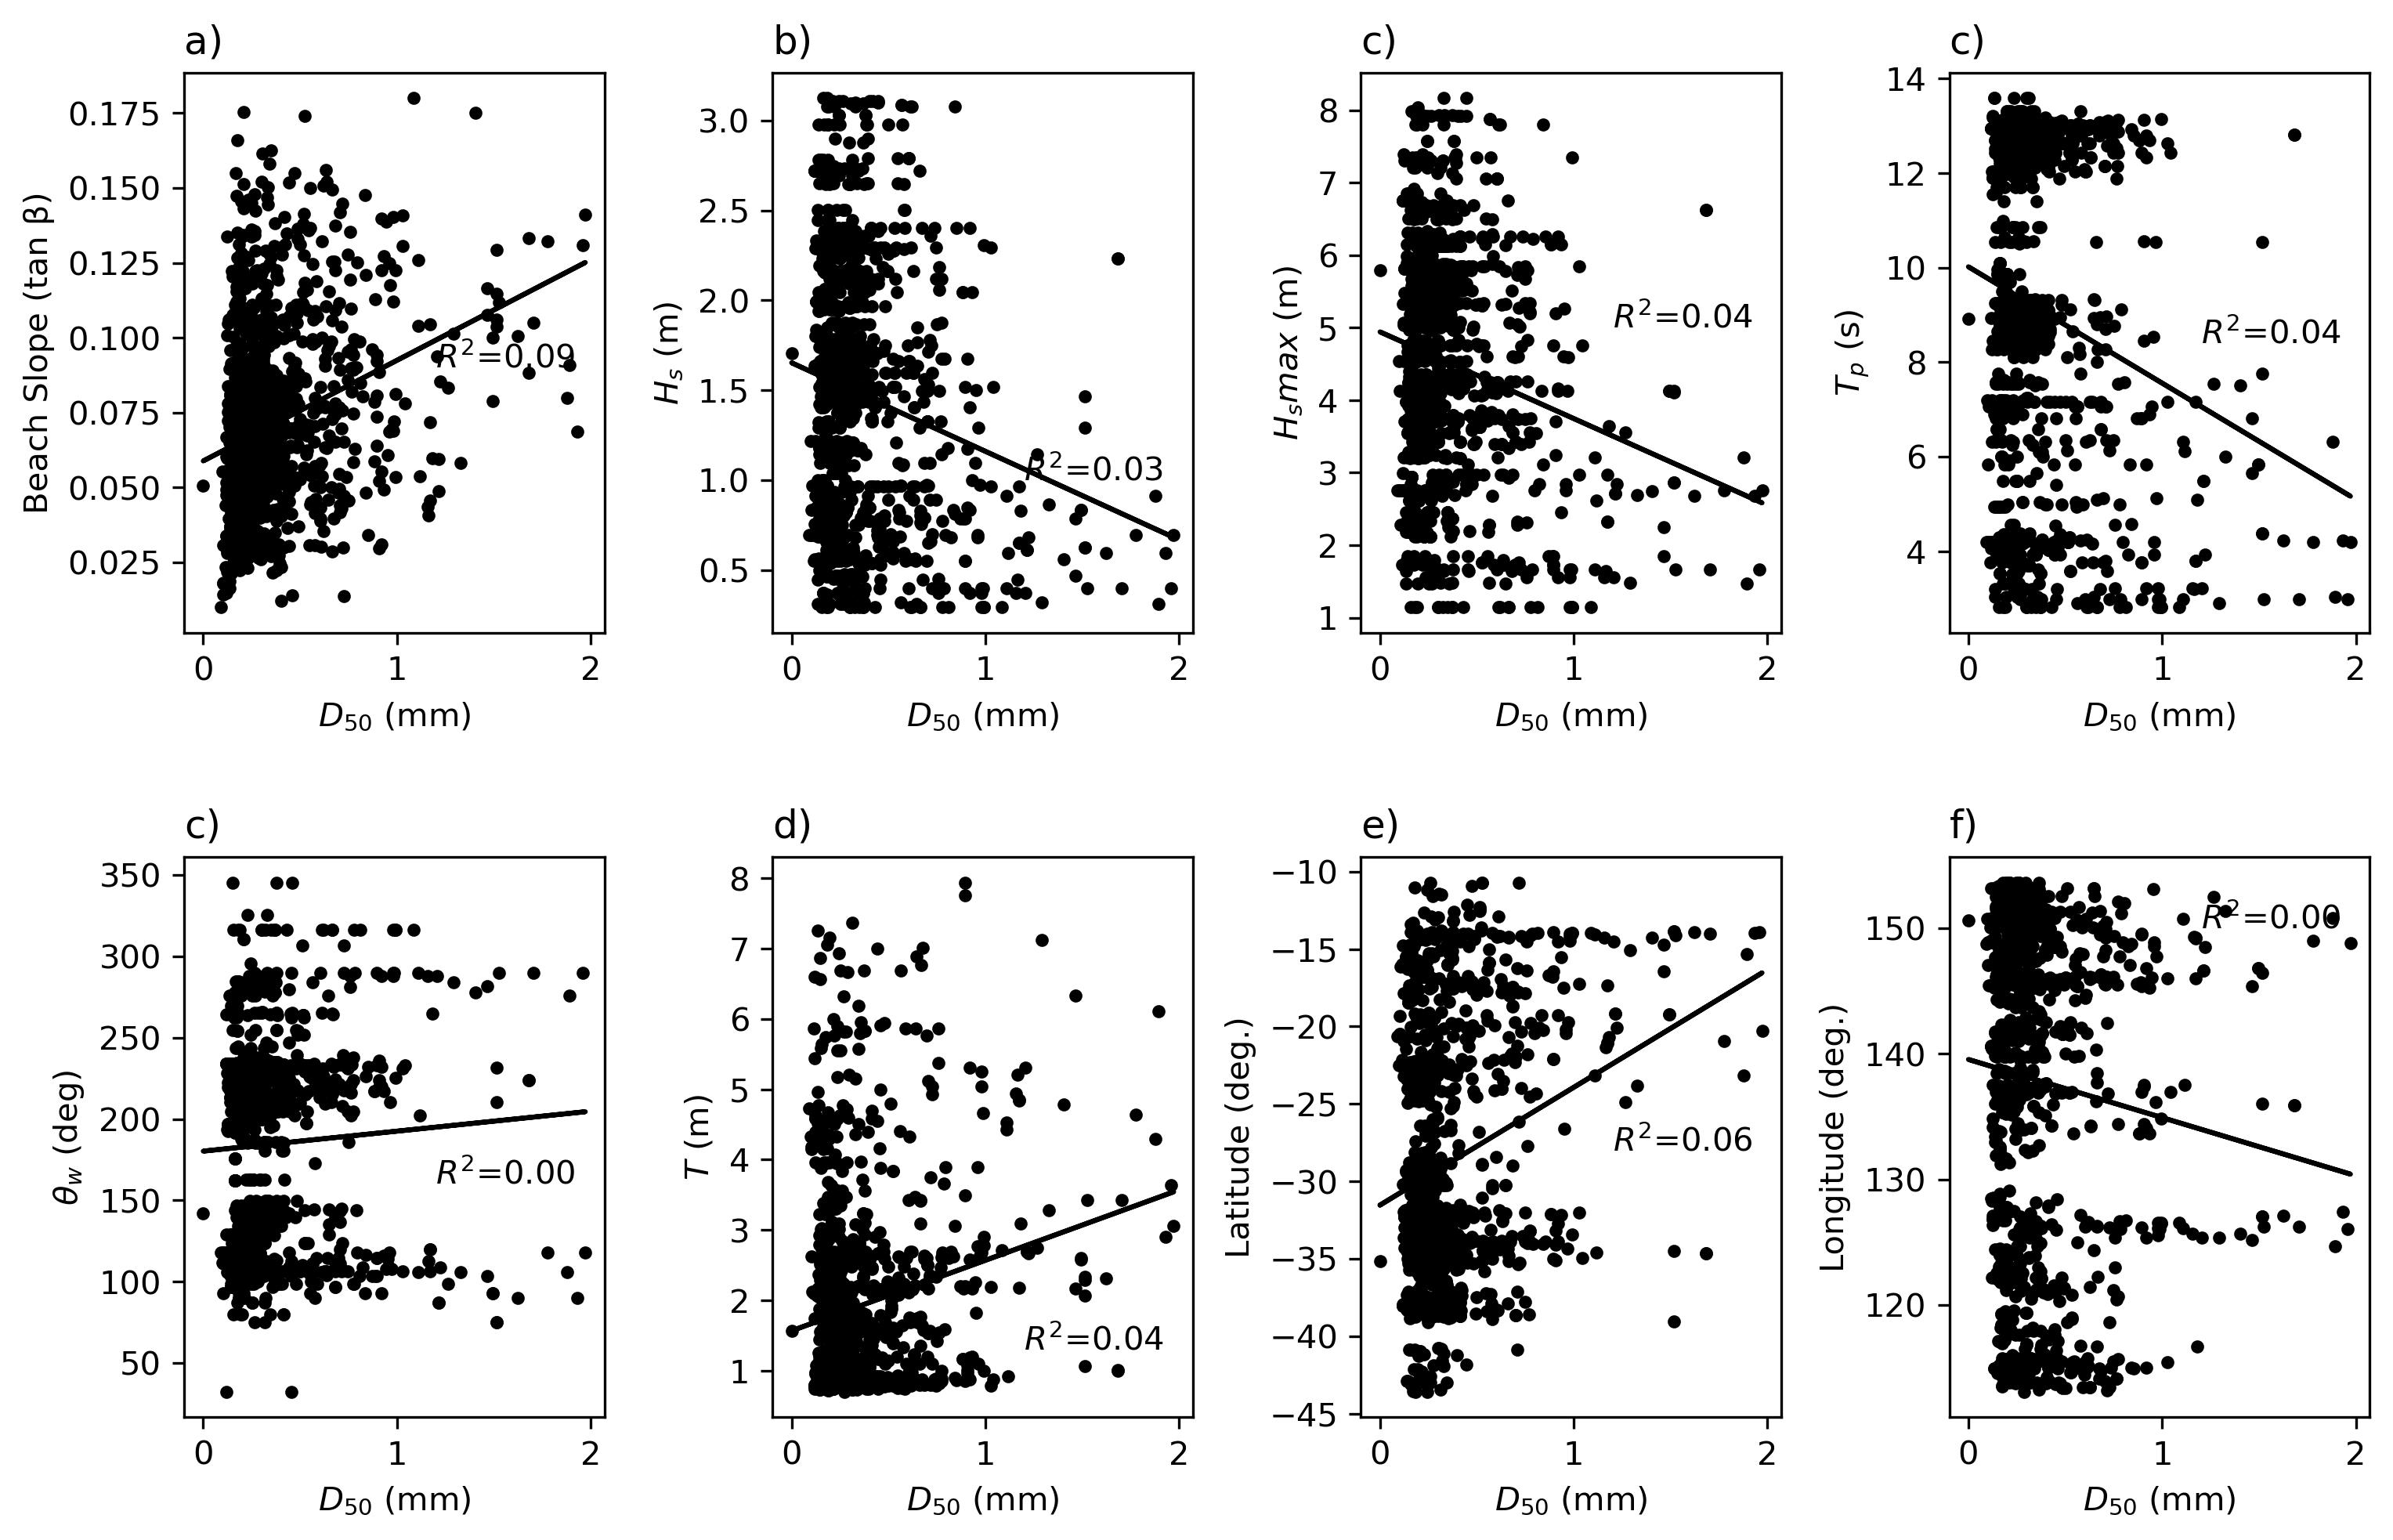 a)
0.175
0.150
0.125
0.100
0.075
0.050
0.025
Beach Slope (tan β)
R²=0.09
0 1 2
D₅₀ (mm)
b)
3.0
2.5
2.0
1.5
1.0
0.5
Hₛ (m)
R²=0.03
0 1 2
D₅₀ (mm)
c)
8
7
6
5
4
3
2
1
Hₛmax (m)
R²=0.04
0 1 2
D₅₀ (mm)
c)
14
12
10
8
6
4
Tₚ (s)
R²=0.04
0 1 2
D₅₀ (mm)
c)
350
300
250
200
150
100
50
θ_w (deg)
R²=0.00
0 1 2
D₅₀ (mm)
d)
8
7
6
5
4
3
2
1
T (m)
R²=0.04
0 1 2
D₅₀ (mm)
e)
−10
−15
−20
−25
−30
−35
−40
−45
Latitude (deg.)
R²=0.06
0 1 2
D₅₀ (mm)
f)
150
140
130
120
Longitude (deg.)
R²=0.00
0 1 2
D₅₀ (mm)